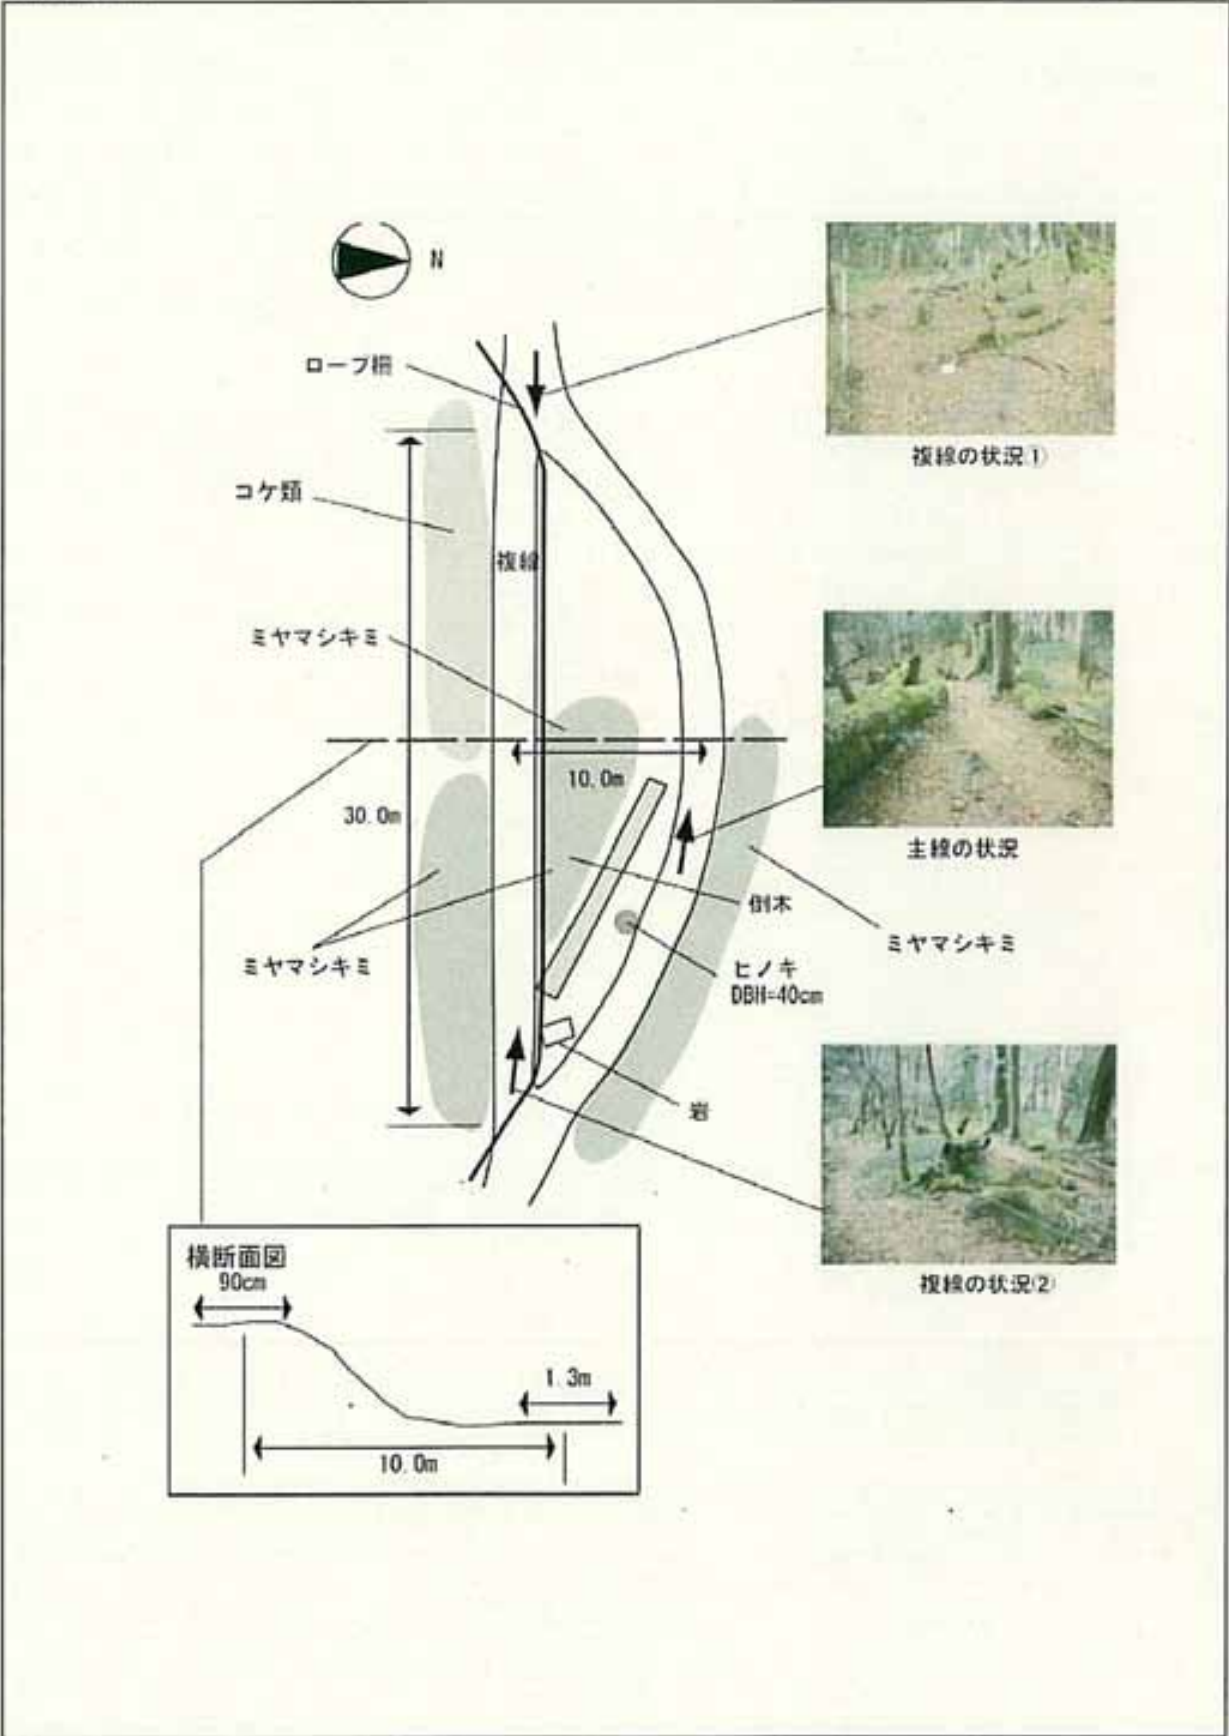 N
ロープ柵
複線の状況①
コケ類
複線
ミヤマシキミ
10.0m
30.0m
主線の状況
倒木
ミヤマシキミ
ミヤマシキミ
ヒノキ
DBH=40cm
岩
横断面図
90cm
複線の状況(2)
1.3m
10.0m